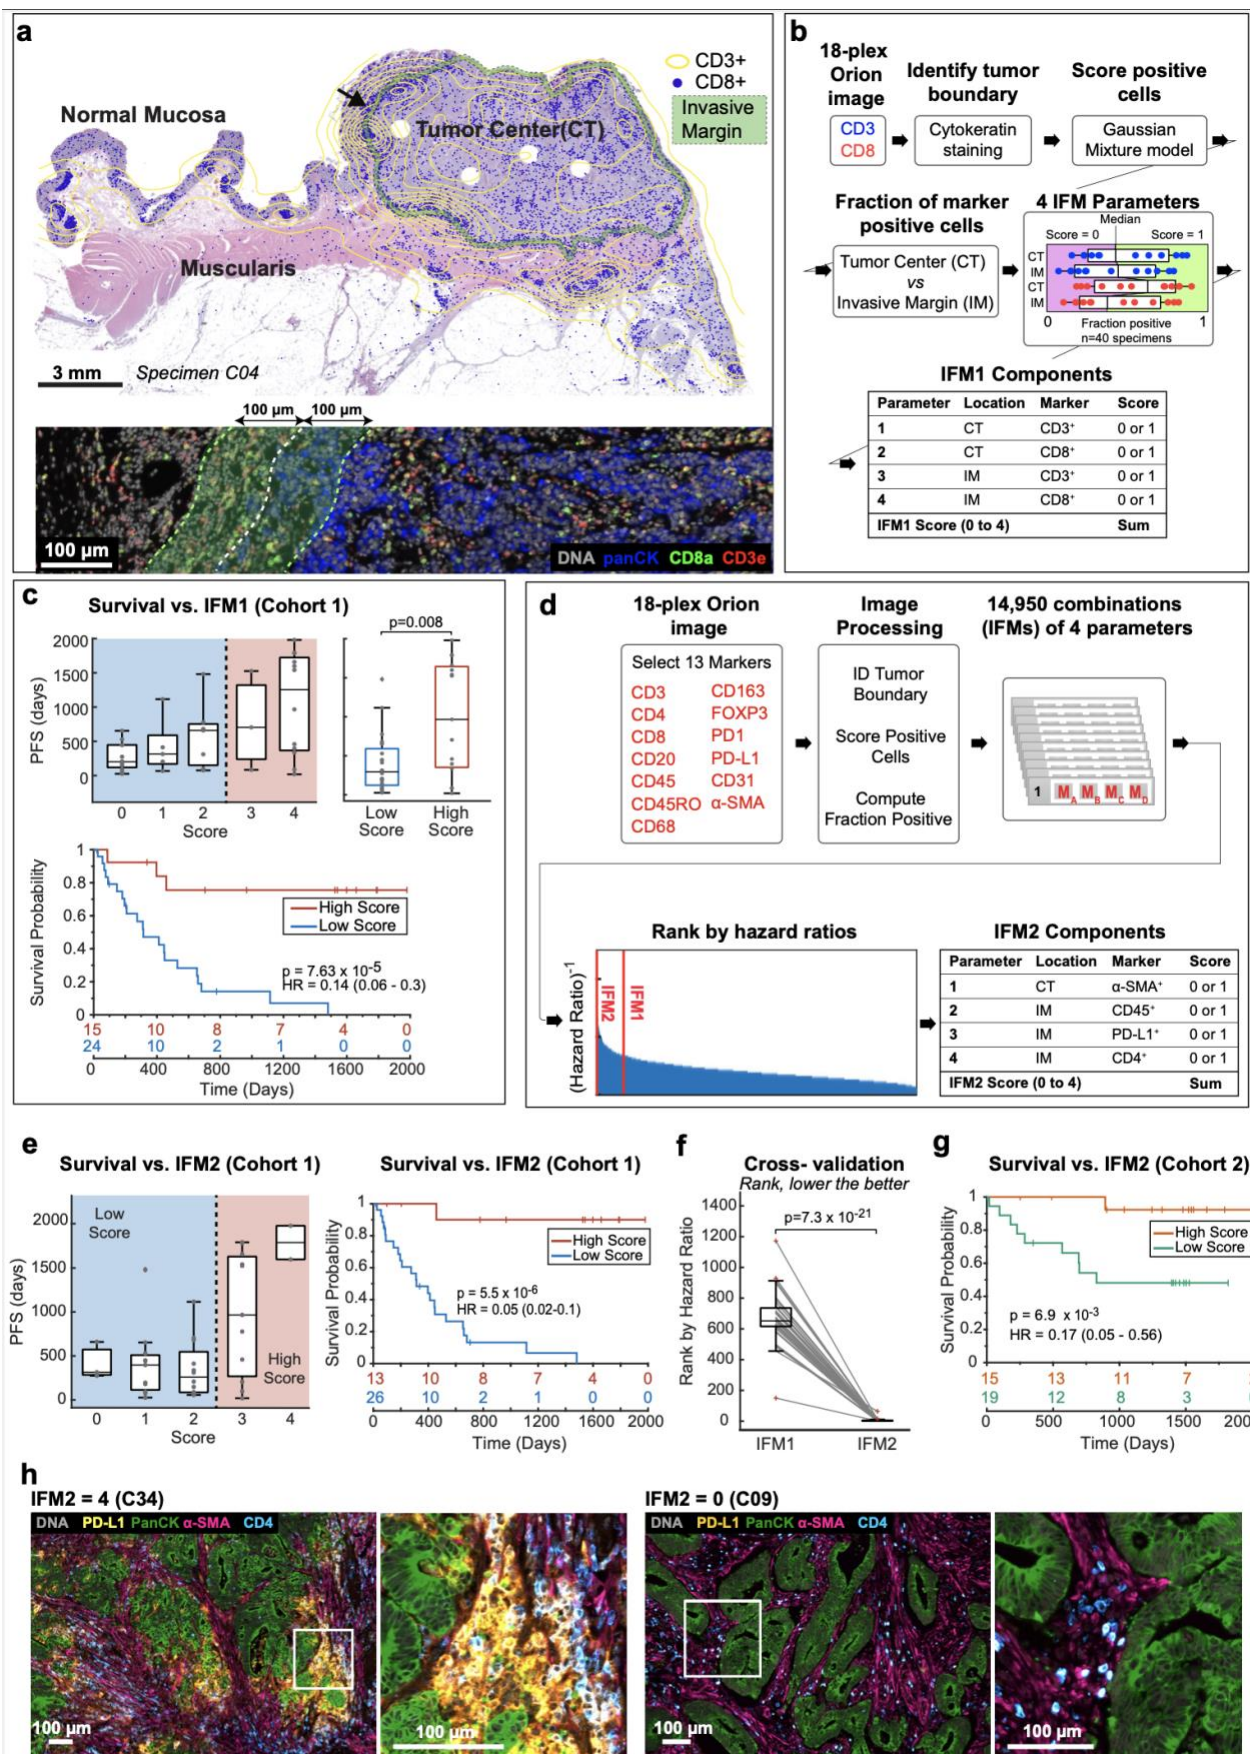 a
CD3+
CD8+
Invasive
Margin
Normal Mucosa
Tumor Center(CT)
Muscularis
3 mm
Specimen C04
100 µm
100 µm
100 µm
DNA panCK CD8a CD3e
b
18-plex
Orion
image
Identify tumor
boundary
Score positive
cells
CD3
CD8
Cytokeratin
staining
Gaussian
Mixture model
Fraction of marker
positive cells
4 IFM Parameters
Tumor Center (CT)
vs
Invasive Margin (IM)
Median
Score = 0
Score = 1
CT
IM
CT
IM
0
1
Fraction positive
n=40 specimens
IFM1 Components
Parameter Location Marker Score
1 CT CD3⁺ 0 or 1
2 CT CD8⁺ 0 or 1
3 IM CD3⁺ 0 or 1
4 IM CD8⁺ 0 or 1
IFM1 Score (0 to 4) Sum
c
Survival vs. IFM1 (Cohort 1)
2000
1500
1000
500
0
PFS (days)
0 1 2 3 4
Score
p=0.008
Low
Score
High
Score
1
0.8
0.6
0.4
0.2
0
Survival Probability
High Score
Low Score
p = 7.63 x 10⁻⁵
HR = 0.14 (0.06 - 0.3)
15 10 8 7 4 0
24 10 2 1 0 0
0 400 800 1200 1600 2000
Time (Days)
d
18-plex Orion
image
Image
Processing
14,950 combinations
(IFMs) of 4 parameters
Select 13 Markers
CD3 CD163
CD4 FOXP3
CD8 PD1
CD20 PD-L1
CD45 CD31
CD45RO α-SMA
CD68
ID Tumor
Boundary
Score Positive
Cells
Compute
Fraction Positive
1 M_A M_B M_C M_D
Rank by hazard ratios
(Hazard Ratio)⁻¹
IFM2
IFM1
IFM2 Components
Parameter Location Marker Score
1 CT α-SMA⁺ 0 or 1
2 IM CD45⁺ 0 or 1
3 IM PD-L1⁺ 0 or 1
4 IM CD4⁺ 0 or 1
IFM2 Score (0 to 4) Sum
e
Survival vs. IFM2 (Cohort 1)
Low
Score
High
Score
2000
1500
1000
500
0
PFS (days)
0 1 2 3 4
Score
Survival vs. IFM2 (Cohort 1)
1
0.8
0.6
0.4
0.2
0
Survival Probability
High Score
Low Score
p = 5.5 x 10⁻⁶
HR = 0.05 (0.02-0.1)
13 10 8 7 4 0
26 10 2 1 0 0
0 400 800 1200 1600 2000
Time (Days)
f
Cross- validation
Rank, lower the better
p=7.3 x 10⁻²¹
1400
1200
1000
800
600
400
200
0
Rank by Hazard Ratio
IFM1 IFM2
g
Survival vs. IFM2 (Cohort 2)
1
0.8
0.6
0.4
0.2
0
Survival Probability
High Score
Low Score
p = 6.9 x 10⁻³
HR = 0.17 (0.05 - 0.56)
15 13 11 7
19 12 8 3
0 500 1000 1500 200
Time (Days)
h
IFM2 = 4 (C34)
DNA PD-L1 PanCK α-SMA CD4
100 µm
100 µm
IFM2 = 0 (C09)
DNA PD-L1 PanCK α-SMA CD4
100 µm
100 µm